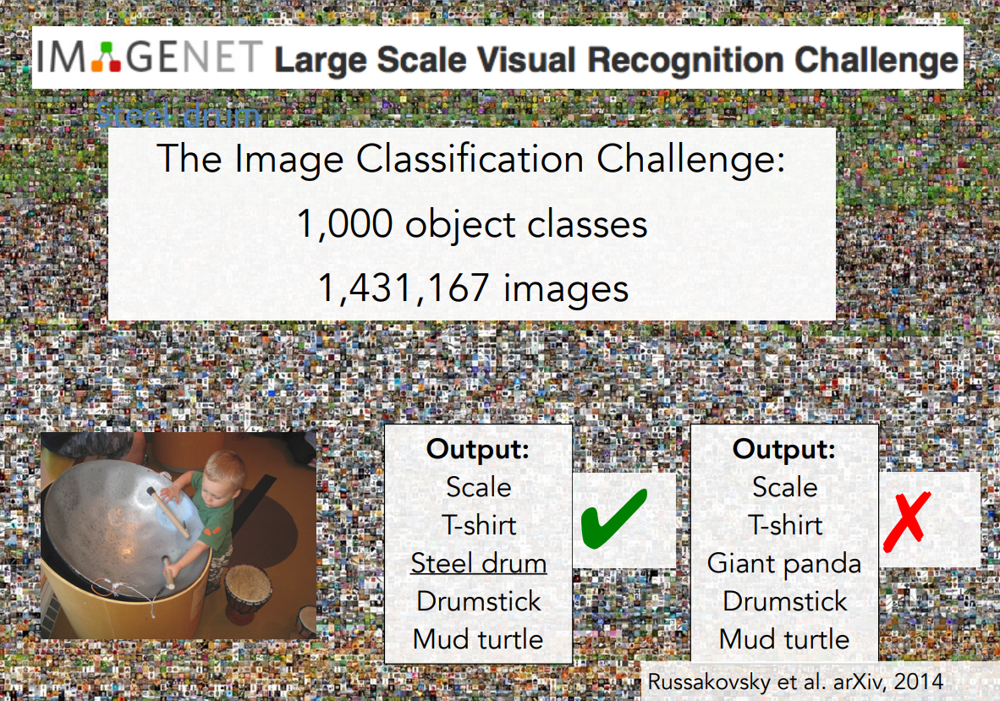 IMAGENET Large Scale Visual Recognition Challenge
Steel drum
The Image Classification Challenge:
1,000 object classes
1,431,167 images
Output:
Scale
T-shirt
Steel drum
Drumstick
Mud turtle
Output:
Scale
T-shirt
Giant panda
Drumstick
Mud turtle
Russakovsky et al. arXiv, 2014